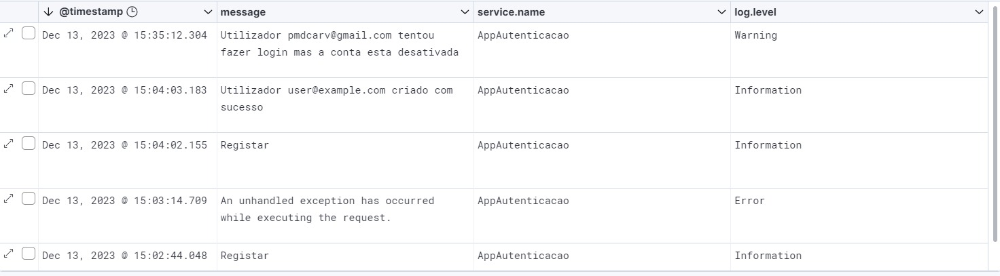 @timestamp message service.name log.level
Dec 13, 2023 @ 15:35:12.304 Utilizador pmdcarv@gmail.com tentou AppAutenticacao Warning
fazer login mas a conta esta desativada
Dec 13, 2023 @ 15:04:03.183 Utilizador user@example.com criado com AppAutenticacao Information
sucesso
Dec 13, 2023 @ 15:04:02.155 Registar AppAutenticacao Information
Dec 13, 2023 @ 15:03:14.709 An unhandled exception has occurred AppAutenticacao Error
while executing the request.
Dec 13, 2023 @ 15:02:44.048 Registar AppAutenticacao Information